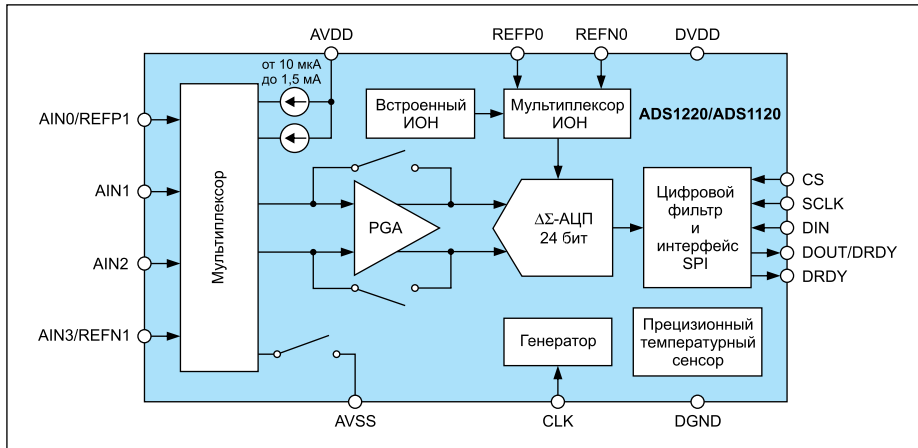 AVDD
REFP0
REFN0
DVDD
от 10 мкА
до 1,5 мА
Встроенный
ИОН
Мультиплексор
ИОН
ADS1220/ADS1120
AIN0/REFP1
AIN1
AIN2
AIN3/REFN1
Мультиплексор
PGA
ΔΣ-АЦП
24 бит
Цифровой
фильтр
и
интерфейс
SPI
CS
SCLK
DIN
DOUT/DRDY
DRDY
Генератор
Прецизионный
температурный
сенсор
AVSS
CLK
DGND